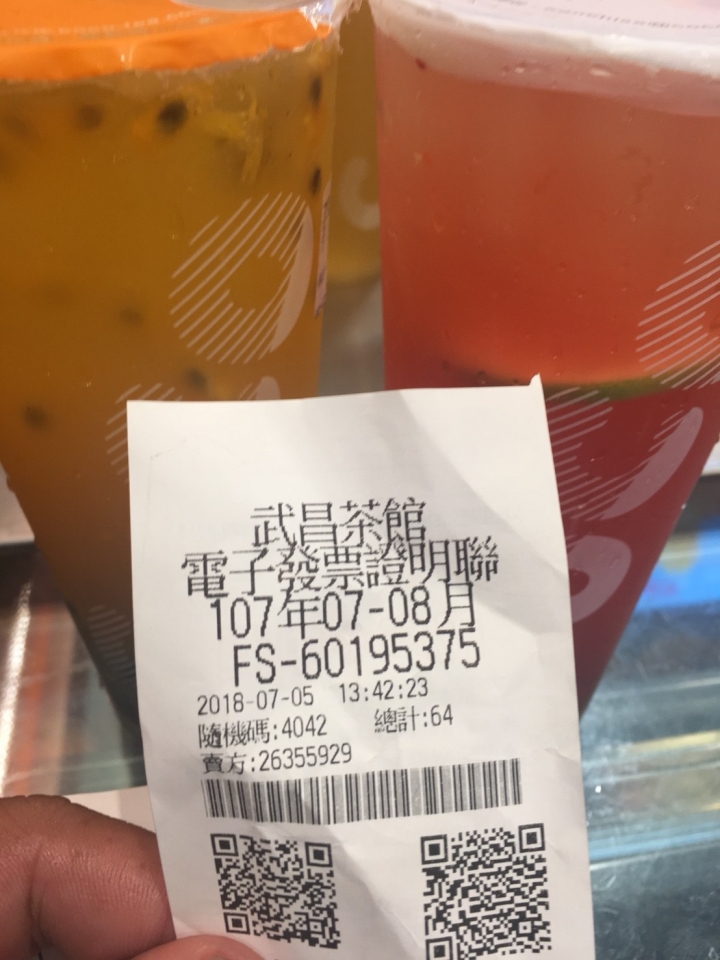 武昌茶館
電子發票證明聯
107年07-08月
FS-60195375
2018-07-05 13:42:23
隨機碼:4042 總計:64
賣方:26355929